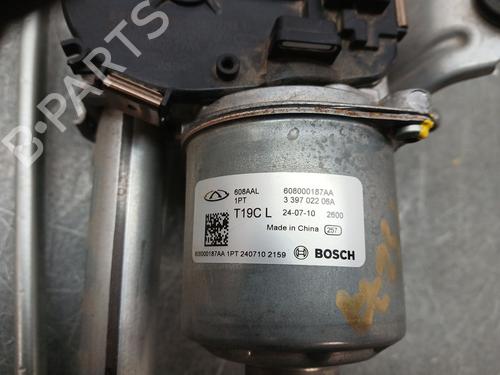 B-PARTS
608AAL 608000187AA
1PT 3 397 022 06A
T19C L 24-07-10 2600
Made in China 257
608000187AA 1PT 240710 2159 BOSCH